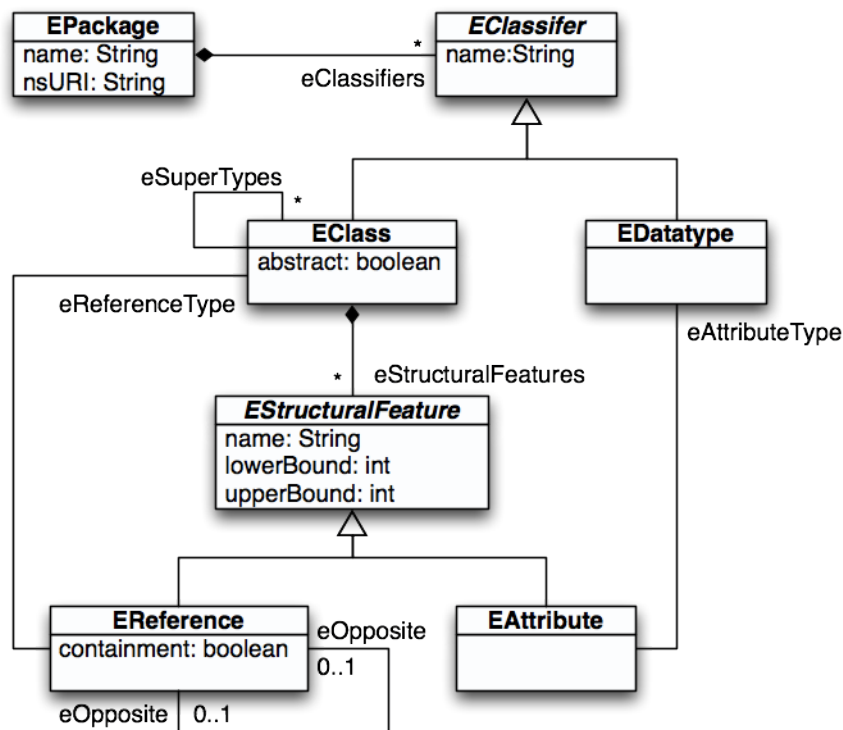 EPackage
name: String
nsURI: String
EClassifer
name:String
*
eClassifiers
eSuperTypes
*
EClass
abstract: boolean
EDatatype
eReferenceType
eAttributeType
*
eStructuralFeatures
EStructuralFeature
name: String
lowerBound: int
upperBound: int
EReference
containment: boolean
eOpposite
0..1
EAttribute
eOpposite
0..1